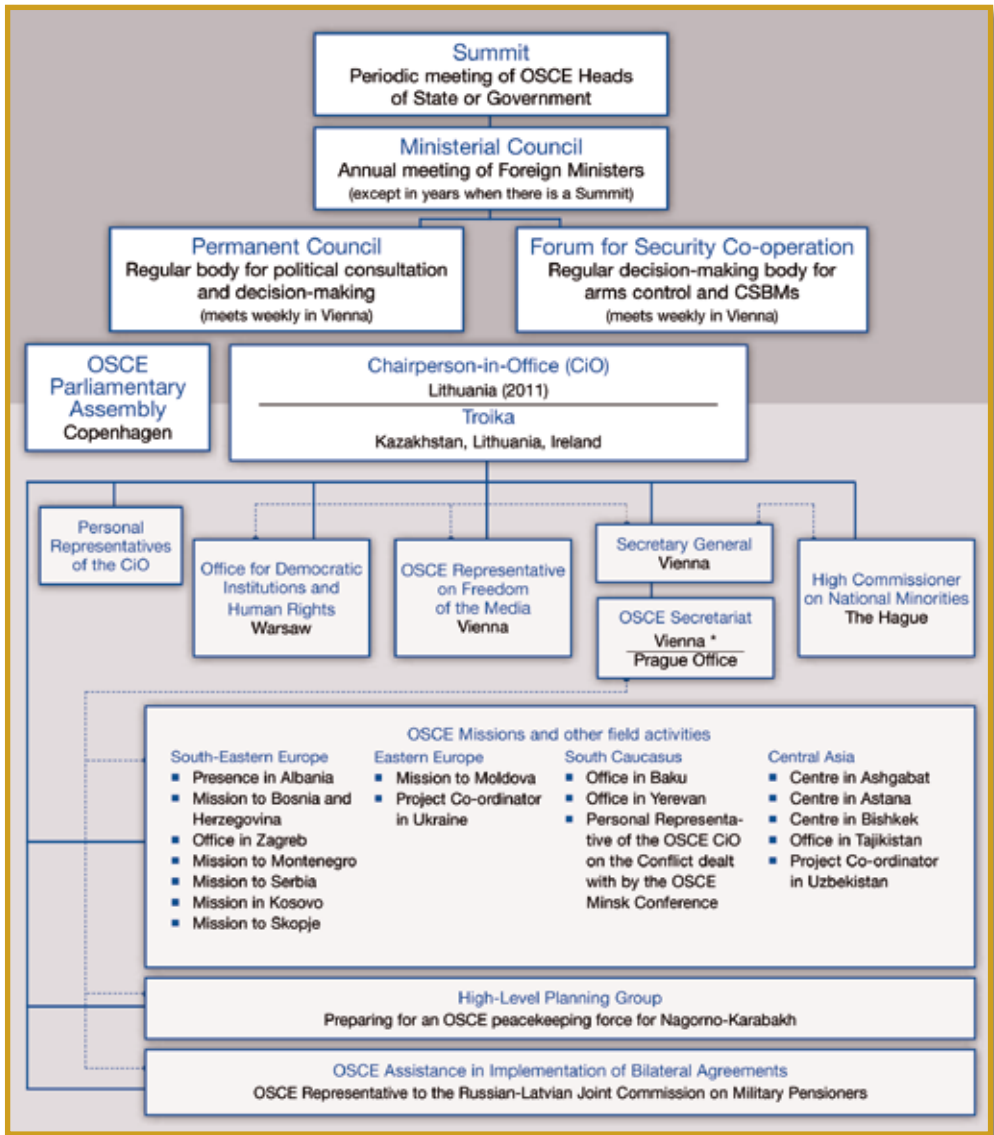 Summit
Periodic meeting of OSCE Heads
of State or Government
Ministerial Council
Annual meeting of Foreign Ministers
(except in years when there is a Summit)
Permanent Council
Regular body for political consultation
and decision-making
(meets weekly in Vienna)
Forum for Security Co-operation
Regular decision-making body for
arms control and CSBMs
(meets weekly in Vienna)
OSCE
Parliamentary
Assembly
Copenhagen
Chairperson-in-Office (CiO)
Lithuania (2011)
Troika
Kazakhstan, Lithuania, Ireland
Personal
Representatives
of the CiO
Office for Democratic
Institutions and
Human Rights
Warsaw
OSCE Representative
on Freedom
of the Media
Vienna
Secretary General
Vienna
OSCE Secretariat
Vienna *
Prague Office
High Commissioner
on National Minorities
The Hague
OSCE Missions and other field activities
South-Eastern Europe
Presence in Albania
Mission to Bosnia and
Herzegovina
Office in Zagreb
Mission to Montenegro
Mission to Serbia
Mission in Kosovo
Mission to Skopje
Eastern Europe
Mission to Moldova
Project Co-ordinator
in Ukraine
South Caucasus
Office in Baku
Office in Yerevan
Personal Representa-
tive of the OSCE CiO
on the Conflict dealt
with by the OSCE
Minsk Conference
Central Asia
Centre in Ashgabat
Centre in Astana
Centre in Bishkek
Office in Tajikistan
Project Co-ordinator
in Uzbekistan
High-Level Planning Group
Preparing for an OSCE peacekeeping force for Nagorno-Karabakh
OSCE Assistance in Implementation of Bilateral Agreements
OSCE Representative to the Russian-Latvian Joint Commission on Military Pensioners